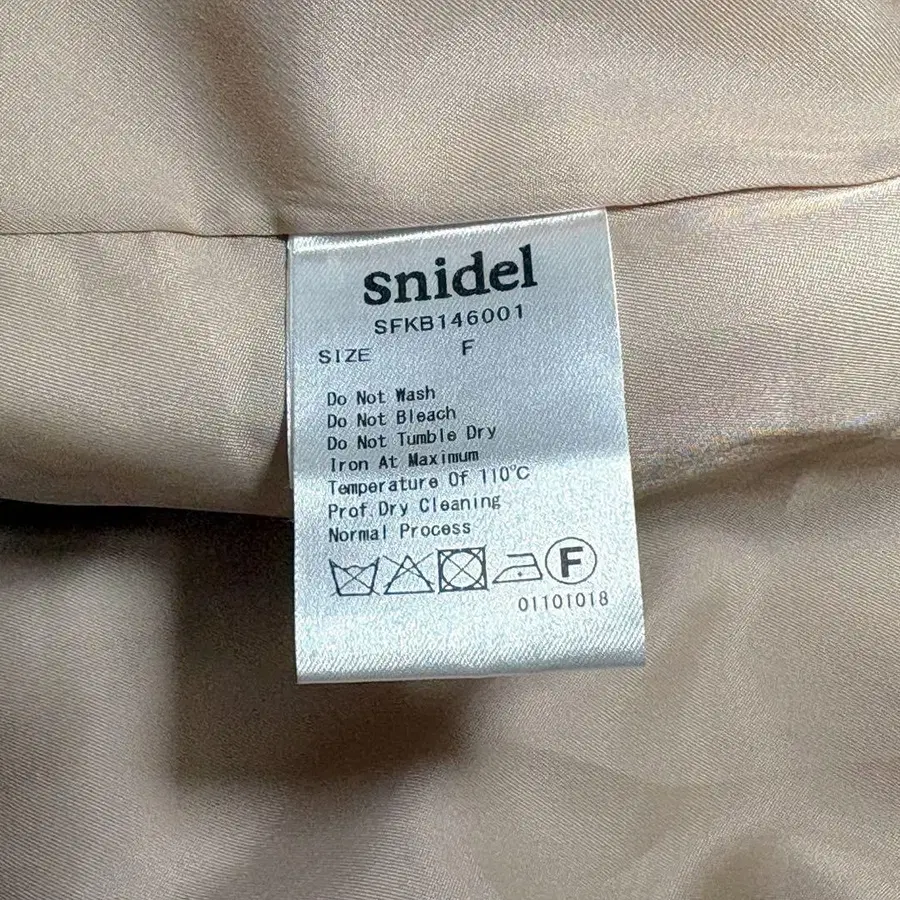 snidel
SFKB146001
SIZE F
Do Not Wash
Do Not Bleach
Do Not Tumble Dry
Iron At Maximum
Temperature Of 110℃
Prof.Dry Cleaning
Normal Process
F
01101018